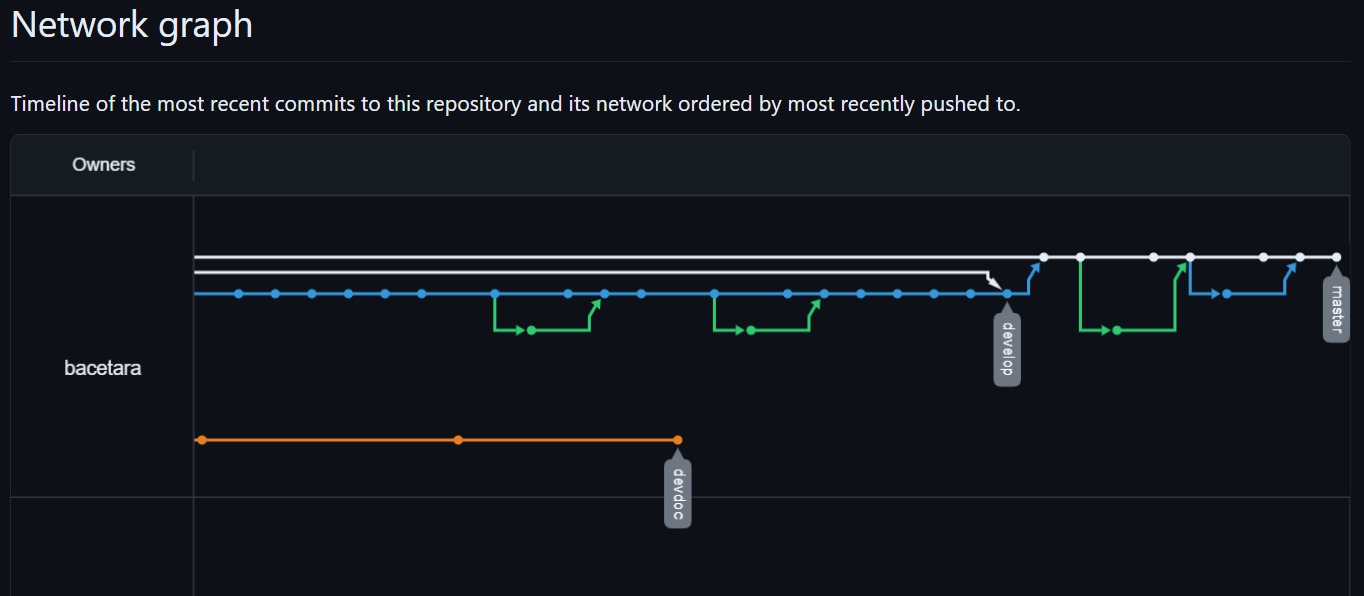 Network graph
Timeline of the most recent commits to this repository and its network ordered by most recently pushed to.
Owners
bacetara
master
develop
devdoc